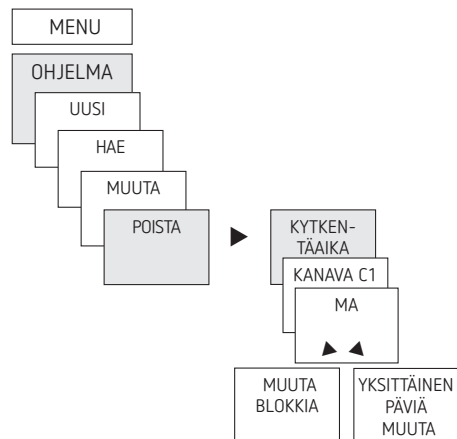 MENU
OHJELMA
UUSI
HAE
MUUTA
POISTA
KYTKEN-
TÄAIKA
KANAVA C1
MA
MUUTA
BLOKKIA
YKSITTÄINEN
PÄIVIÄ
MUUTA